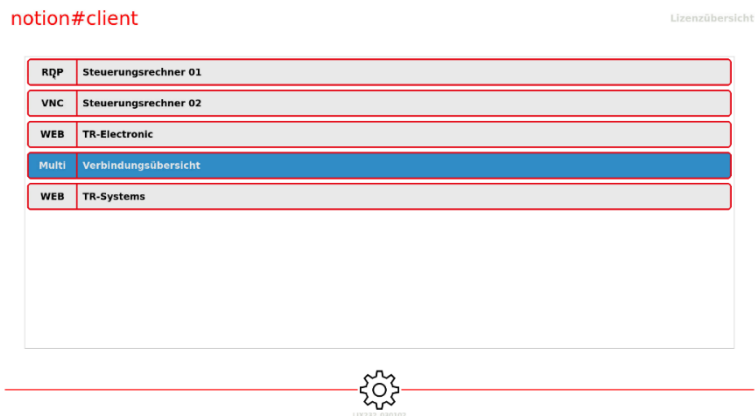 notion#client
Lizenzübersicht
RDP Steuerungsrechner 01
VNC Steuerungsrechner 02
WEB TR-Electronic
Multi Verbindungsübersicht
WEB TR-Systems